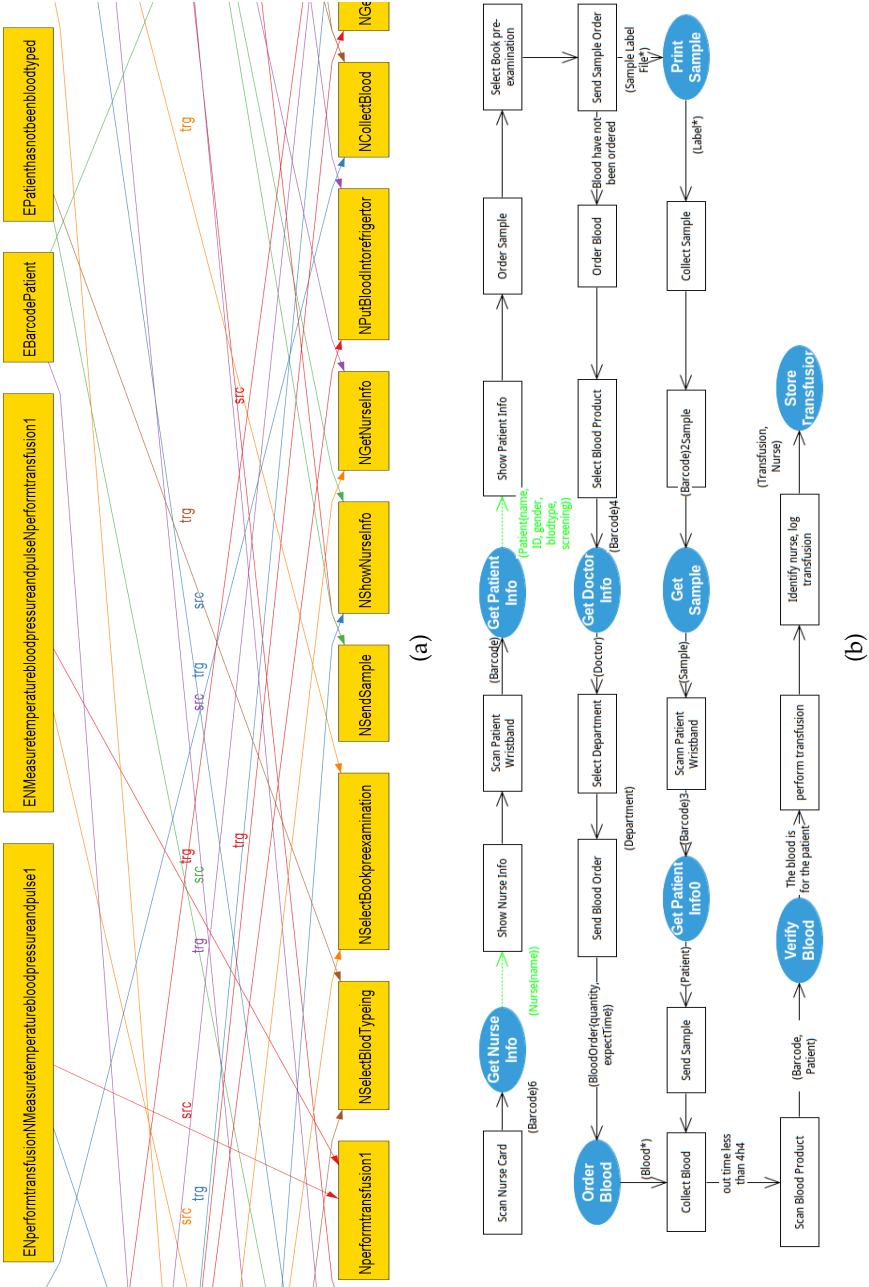 ENperformtransfusionNMeasuretemperaturebloodpressureandpulse1
ENMeasuretemperaturebloodpressureandpulseNperformtransfusion1
EBarcodePatient
EPatienthasnotbeenbloodtyped
src
trg
src
trg
src
trg
src
trg
src
trg
trg
src
trg
Nperformtransfusion1
NSelectBlodTypeing
NSelectBookpreexamination
NSendSample
NShowNurseInfo
NGetNurseInfo
NPutBloodIntorefrigertor
NCollectBlood
NGe
(a)
Scan Nurse Card
(Barcode)6
Get Nurse
Info
(Nurse{name})
Show Nurse Info
Scan Patient
Wristband
(Barcode)
Get Patient
Info
(Patient{name,
ID, gender,
blodtype,
screening})
Show Patient Info
Order Sample
Select Book pre-
examination
Send Sample Order
(Sample Label
File*)
Print
Sample
Blood have not
been ordered
Order Blood
Select Blood Product
(Barcode)4
Get Doctor
Info
(Doctor)
Select Department
(Department)
Send Blood Order
(BloodOrder{quantity,
expectTime})
Order
Blood
(Blood*)
(Label*)
Collect Sample
(Barcode)2Sample
Get
Sample
(Sample)
Scann Patient
Wristband
(Barcode)3
Get Patient
Info0
(Patient)
Send Sample
Collect Blood
out time less
than 4h4
Scan Blood Product
(Barcode,
Patient)
Verify
Blood
The blood is
for the patient
perform transfusion
Identify nurse, log
transfusion
(Transfusion,
Nurse)
Store
Transfusion
(b)